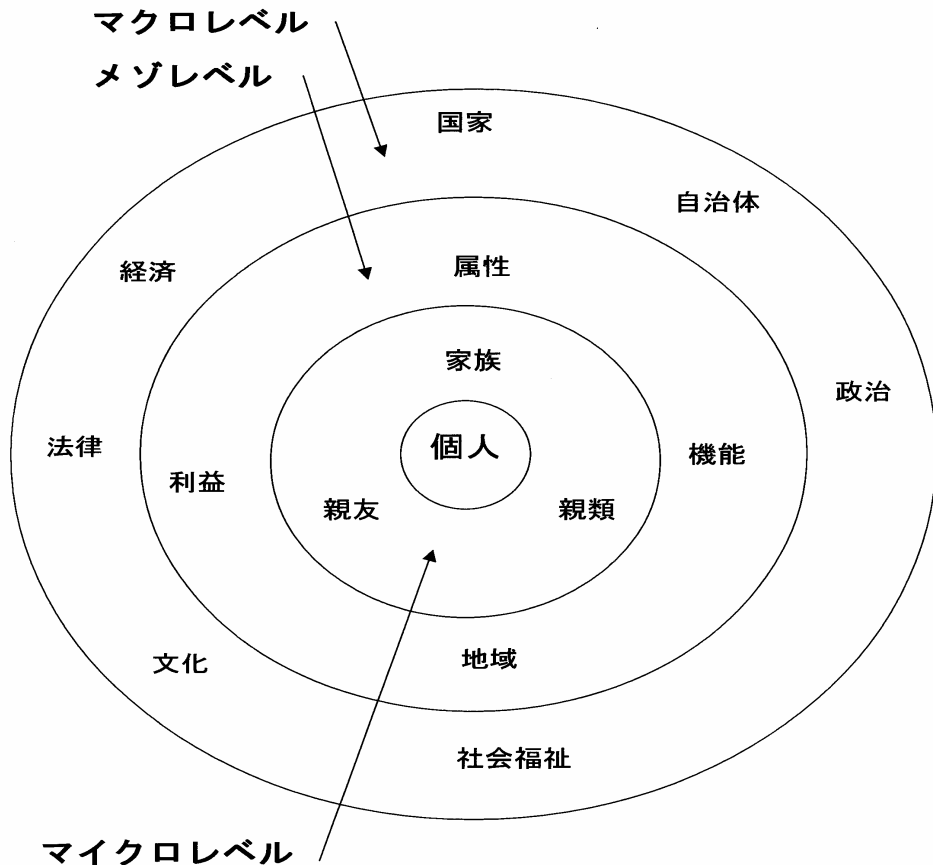 マクロレベル
メゾレベル
国家
自治体
経済
属性
家族
政治
法律
個人
機能
利益
親友
親類
文化
地域
社会福祉
マイクロレベル